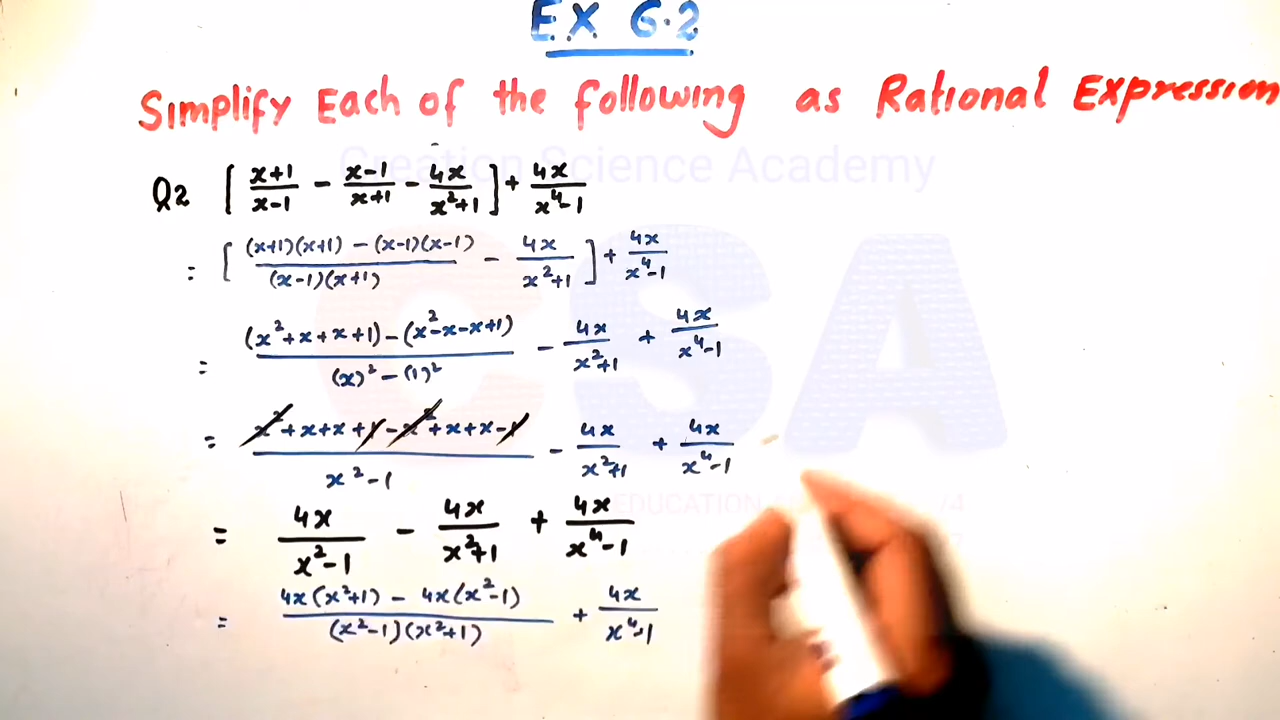 EX 6.2
Simplify Each of the following as Rational Expression
Creation Science Academy
Q2 [ (x+1)/(x-1) - (x-1)/(x+1) - 4x/(x²+1) ] + 4x/(x⁴-1)
= [ ((x+1)(x+1) - (x-1)(x-1))/((x-1)(x+1)) - 4x/(x²+1) ] + 4x/(x⁴-1)
= ((x²+x+x+1)-(x²-x-x+1))/((x)²-(1)²) - 4x/(x²+1) + 4x/(x⁴-1)
= (x²+x+x+1-x²+x+x-1)/(x²-1) - 4x/(x²+1) + 4x/(x⁴-1)
= 4x/(x²-1) - 4x/(x²+1) + 4x/(x⁴-1)
= (4x(x²+1) - 4x(x²-1))/((x²-1)(x²+1)) + 4x/(x⁴-1)
CSA
EDUCATION